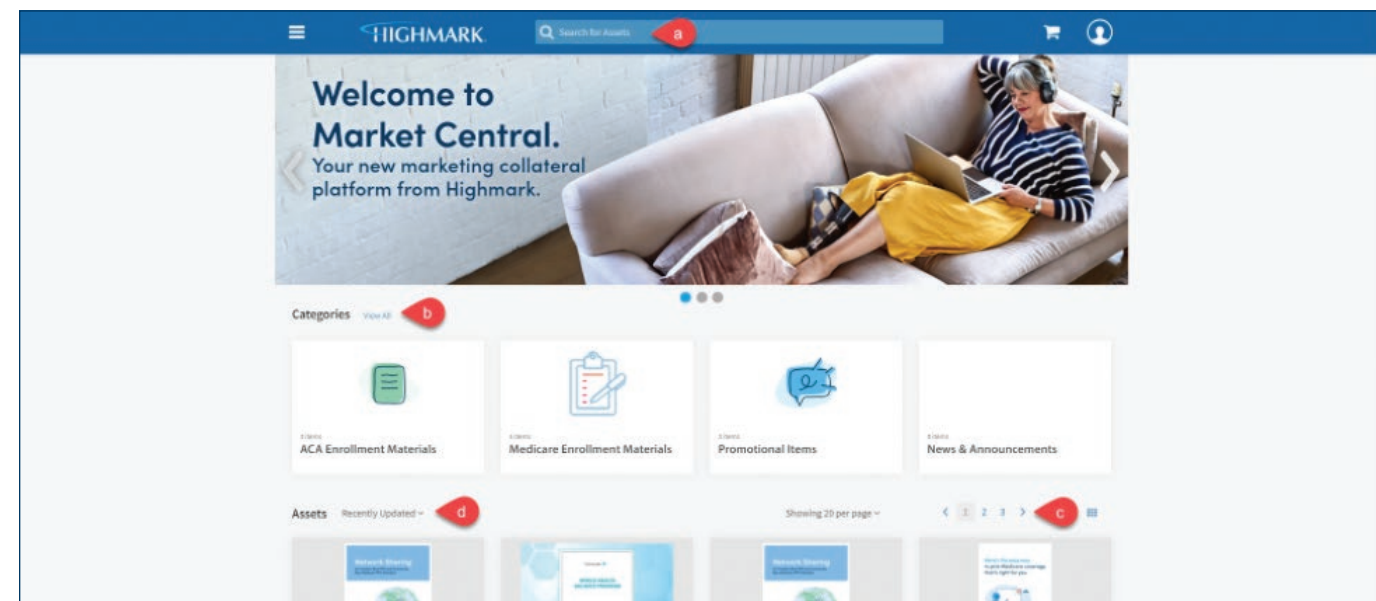 HIGHMARK
Search for Assets
a
Welcome to
Market Central.
Your new marketing collateral
platform from Highmark.
Categories View All b
ACA Enrollment Materials
Medicare Enrollment Materials
Promotional Items
News & Announcements
Assets Recently Updated d
Showing 20 per page
1 2 3 c
Network Sharing
Network Sharing